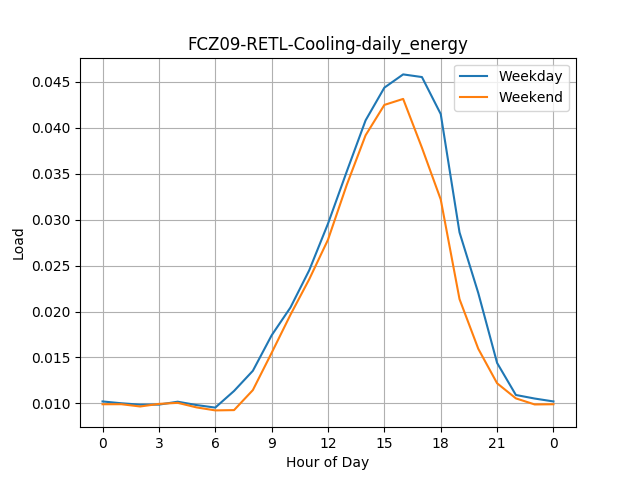 FCZ09-RETL-Cooling-daily_energy
Weekday
Weekend
0.045
0.040
0.035
0.030
0.025
0.020
0.015
0.010
Load
0 3 6 9 12 15 18 21 0
Hour of Day